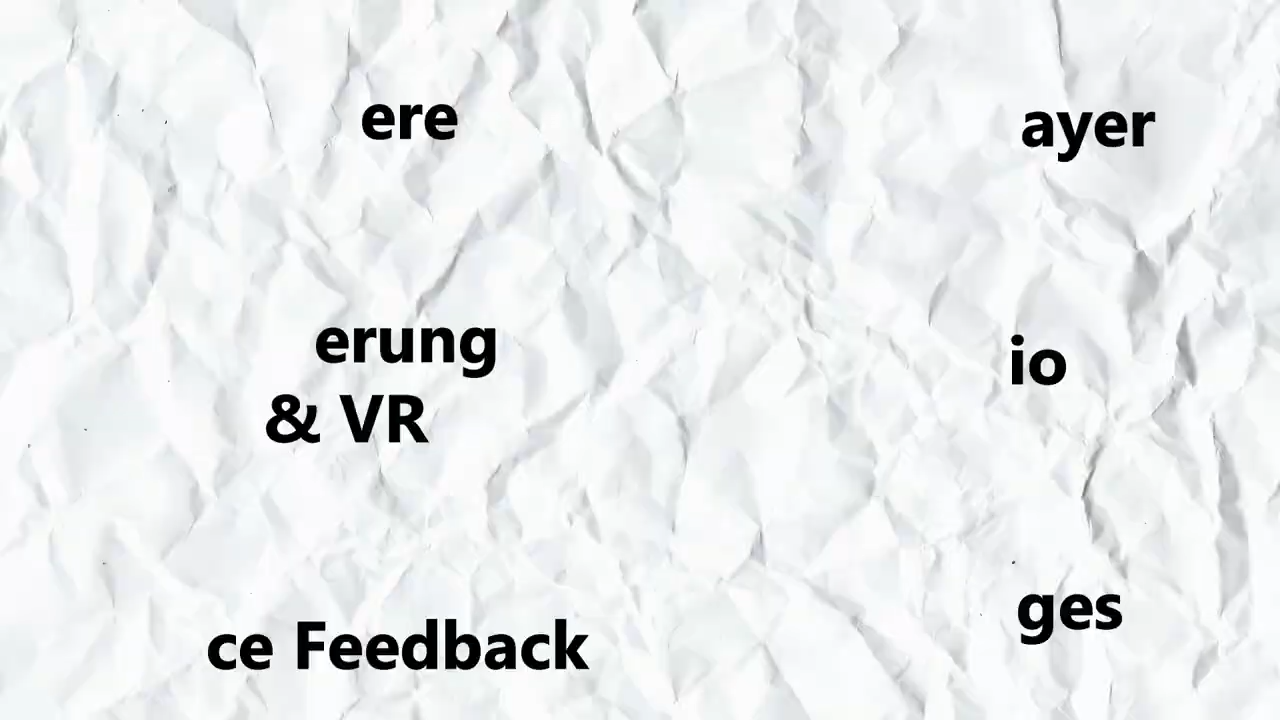 ere
ayer
erung
& VR
io
ce Feedback
ges